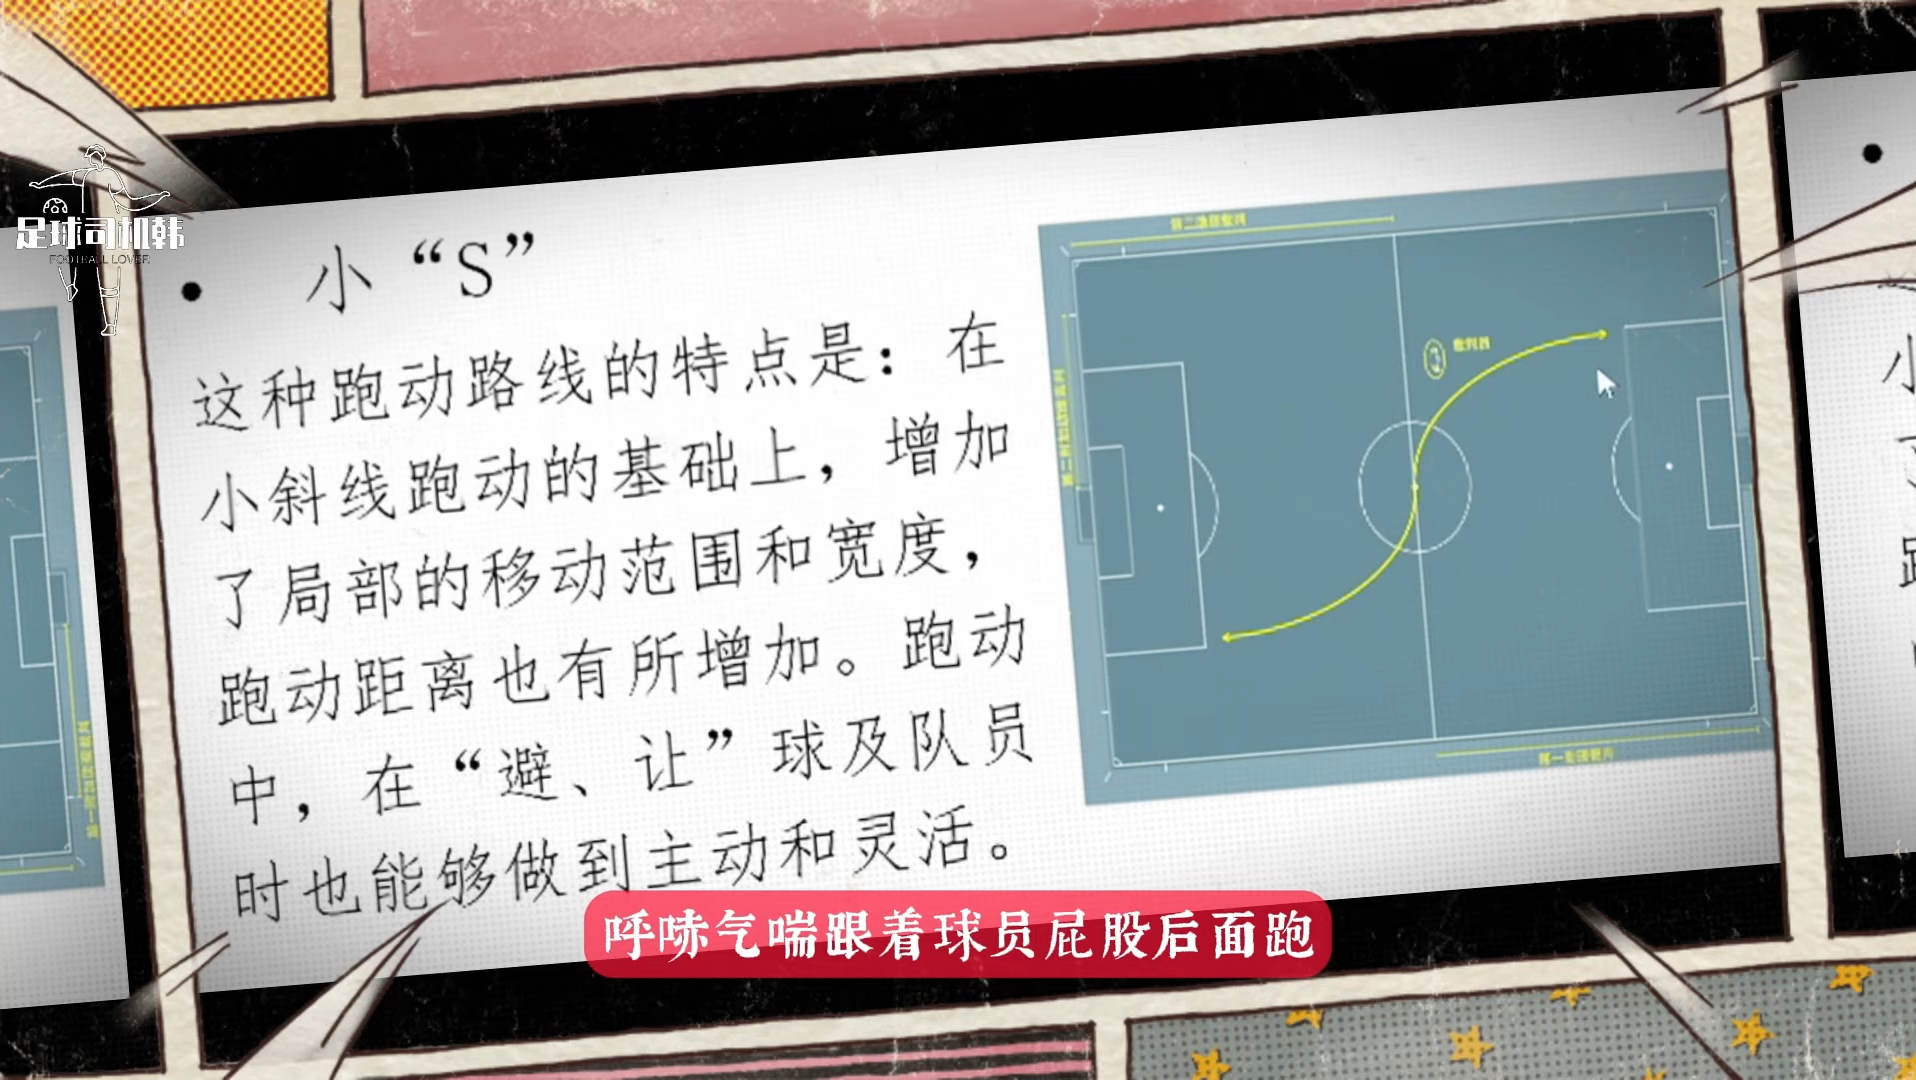 足球司机韩
FOOTBALL LOVER
• 小“S”
这种跑动路线的特点是：在
小斜线跑动的基础上，增加
了局部的移动范围和宽度，
跑动距离也有所增加。跑动
中，在“避、让”球及队员
时也能够做到主动和灵活。
呼哧气喘跟着球员屁股后面跑